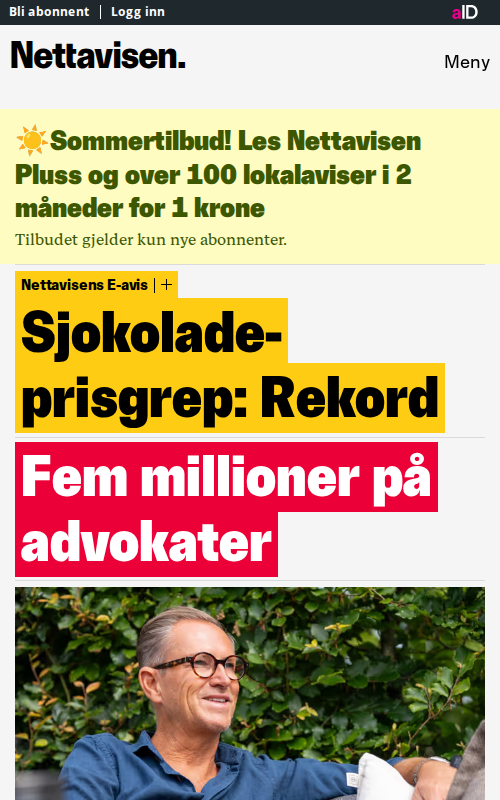 Bli abonnent | Logg inn
aID
Nettavisen.
Meny
☀️Sommertilbud! Les Nettavisen
Pluss og over 100 lokalaviser i 2
måneder for 1 krone
Tilbudet gjelder kun nye abonnenter.
Nettavisens E-avis | +
Sjokolade-
prisgrep: Rekord
Fem millioner på
advokater